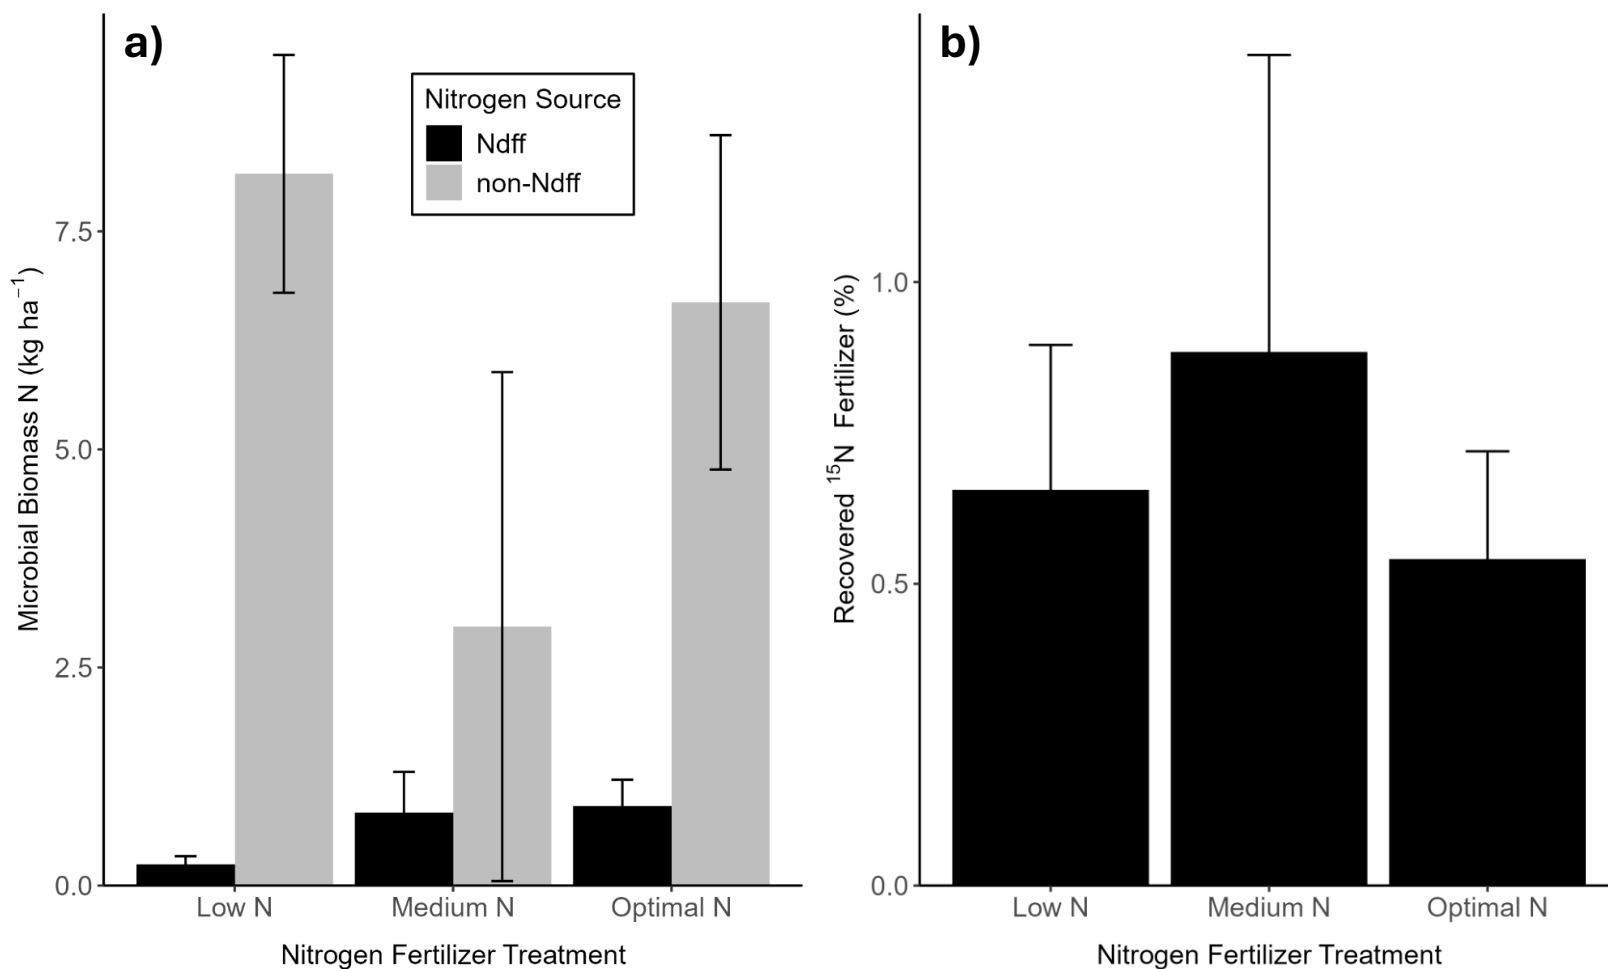 a)
Nitrogen Source
Ndff
non-Ndff
Microbial Biomass N (kg ha⁻¹)
7.5
5.0
2.5
0.0
Low N
Medium N
Optimal N
Nitrogen Fertilizer Treatment
b)
Recovered ¹⁵N Fertilizer (%)
1.0
0.5
0.0
Low N
Medium N
Optimal N
Nitrogen Fertilizer Treatment